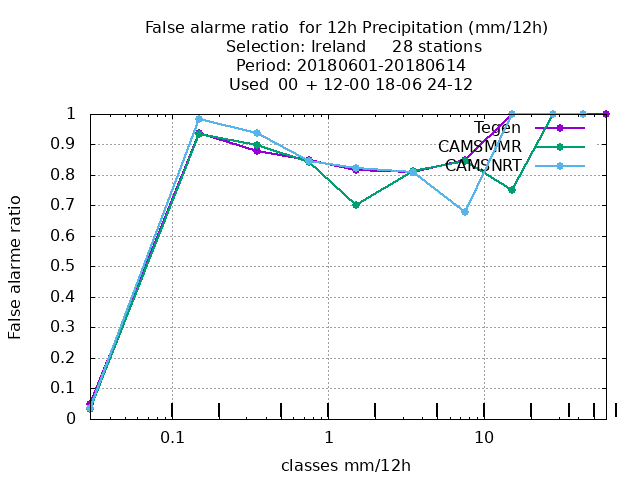 False alarme ratio  for 12h Precipitation (mm/12h)
Selection: Ireland     28 stations
Period: 20180601-20180614
Used  00  + 12-00 18-06 24-12
1
0.9
0.8
0.7
0.6
0.5
0.4
0.3
0.2
0.1
0
False alarme ratio
Tegen
CAMSMMR
CAMSNRT
0.1 1 10
classes mm/12h